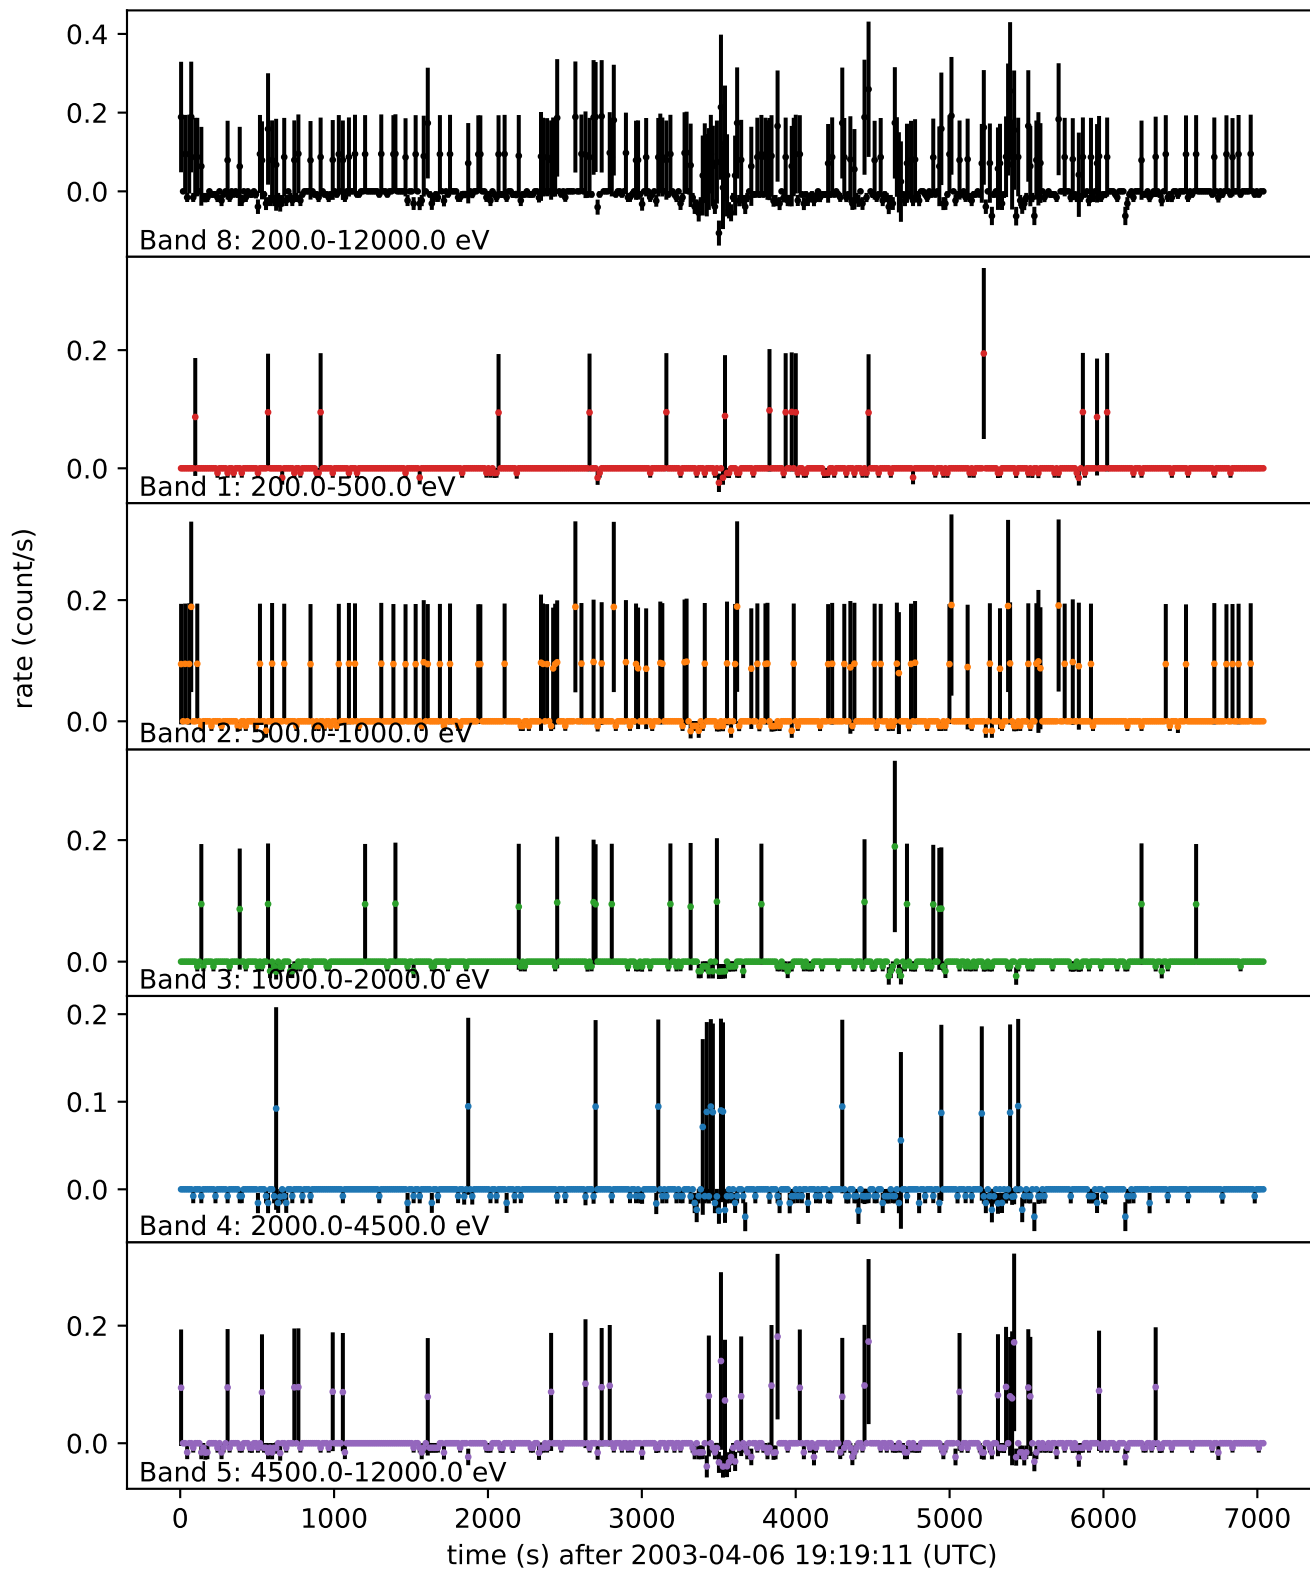 0.4
0.2
0.0
Band 8: 200.0-12000.0 eV
0.2
0.0
Band 1: 200.0-500.0 eV
rate (count/s)
0.2
0.0
Band 2: 500.0-1000.0 eV
0.2
0.0
Band 3: 1000.0-2000.0 eV
0.2
0.1
0.0
Band 4: 2000.0-4500.0 eV
0.2
0.0
Band 5: 4500.0-12000.0 eV
0 1000 2000 3000 4000 5000 6000 7000
time (s) after 2003-04-06 19:19:11 (UTC)